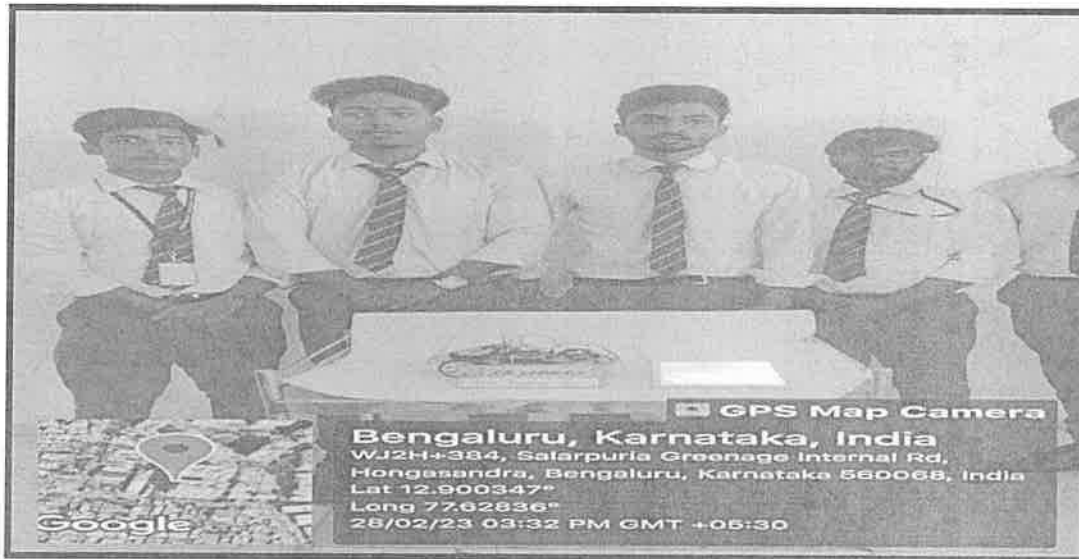 GPS Map Camera
Bengaluru, Karnataka, India
WJ2H+384, Salarpuria Greenage Internal Rd,
Hongasandra, Bengaluru, Karnataka 560068, India
Lat 12.900347°
Long 77.62836°
28/02/23 03:32 PM GMT +05:30
Google